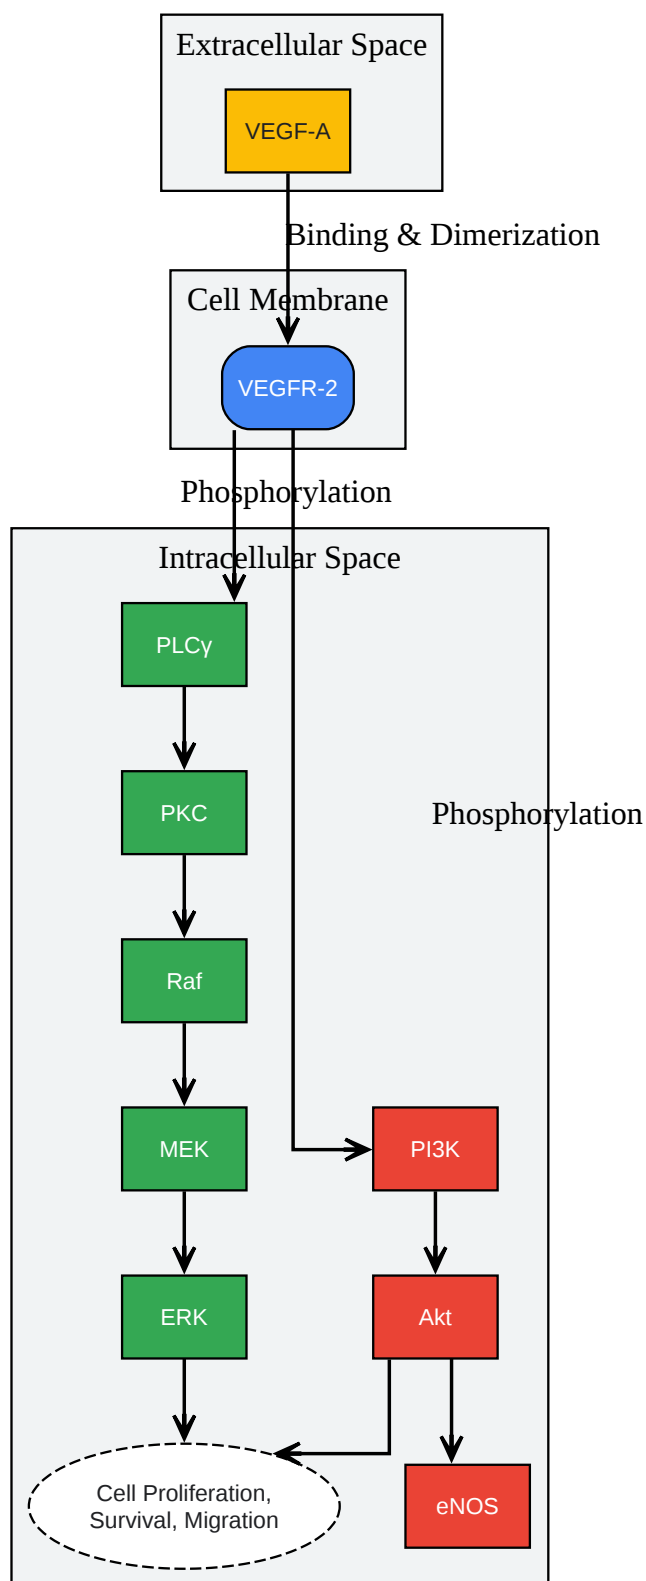 Extracellular Space
VEGF-A
Binding & Dimerization
Cell Membrane
VEGFR-2
Phosphorylation
Intracellular Space
PLCγ
PKC
Phosphorylation
Raf
MEK
PI3K
ERK
Akt
Cell Proliferation,
Survival, Migration
eNOS